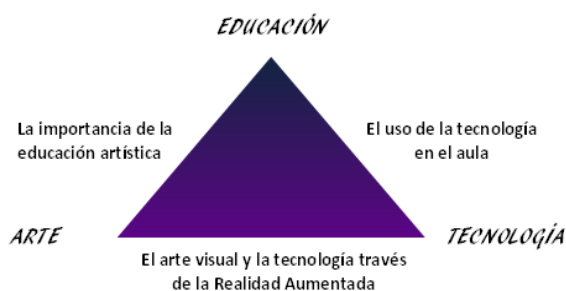 EDUCACIÓN
La importancia de la
educación artística
El uso de la tecnología
en el aula
ARTE
TECNOLOGÍA
El arte visual y la tecnología través
de la Realidad Aumentada